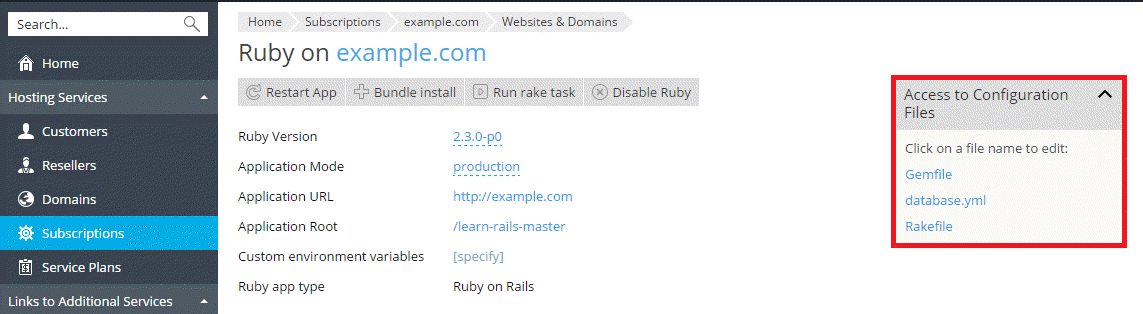 Search...
Home
Hosting Services
Customers
Resellers
Domains
Subscriptions
Service Plans
Links to Additional Services
Home Subscriptions example.com Websites & Domains
Ruby on example.com
Restart App Bundle install Run rake task Disable Ruby
Ruby Version 2.3.0-p0
Application Mode production
Application URL http://example.com
Application Root /learn-rails-master
Custom environment variables [specify]
Ruby app type Ruby on Rails
Access to Configuration
Files
Click on a file name to edit:
Gemfile
database.yml
Rakefile